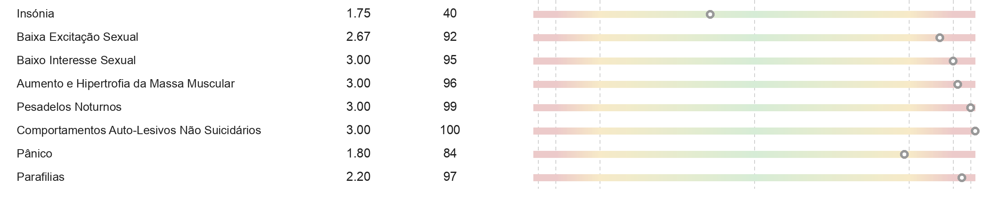 Insónia 1.75 40
Baixa Excitação Sexual 2.67 92
Baixo Interesse Sexual 3.00 95
Aumento e Hipertrofia da Massa Muscular 3.00 96
Pesadelos Noturnos 3.00 99
Comportamentos Auto-Lesivos Não Suicidários 3.00 100
Pânico 1.80 84
Parafilias 2.20 97